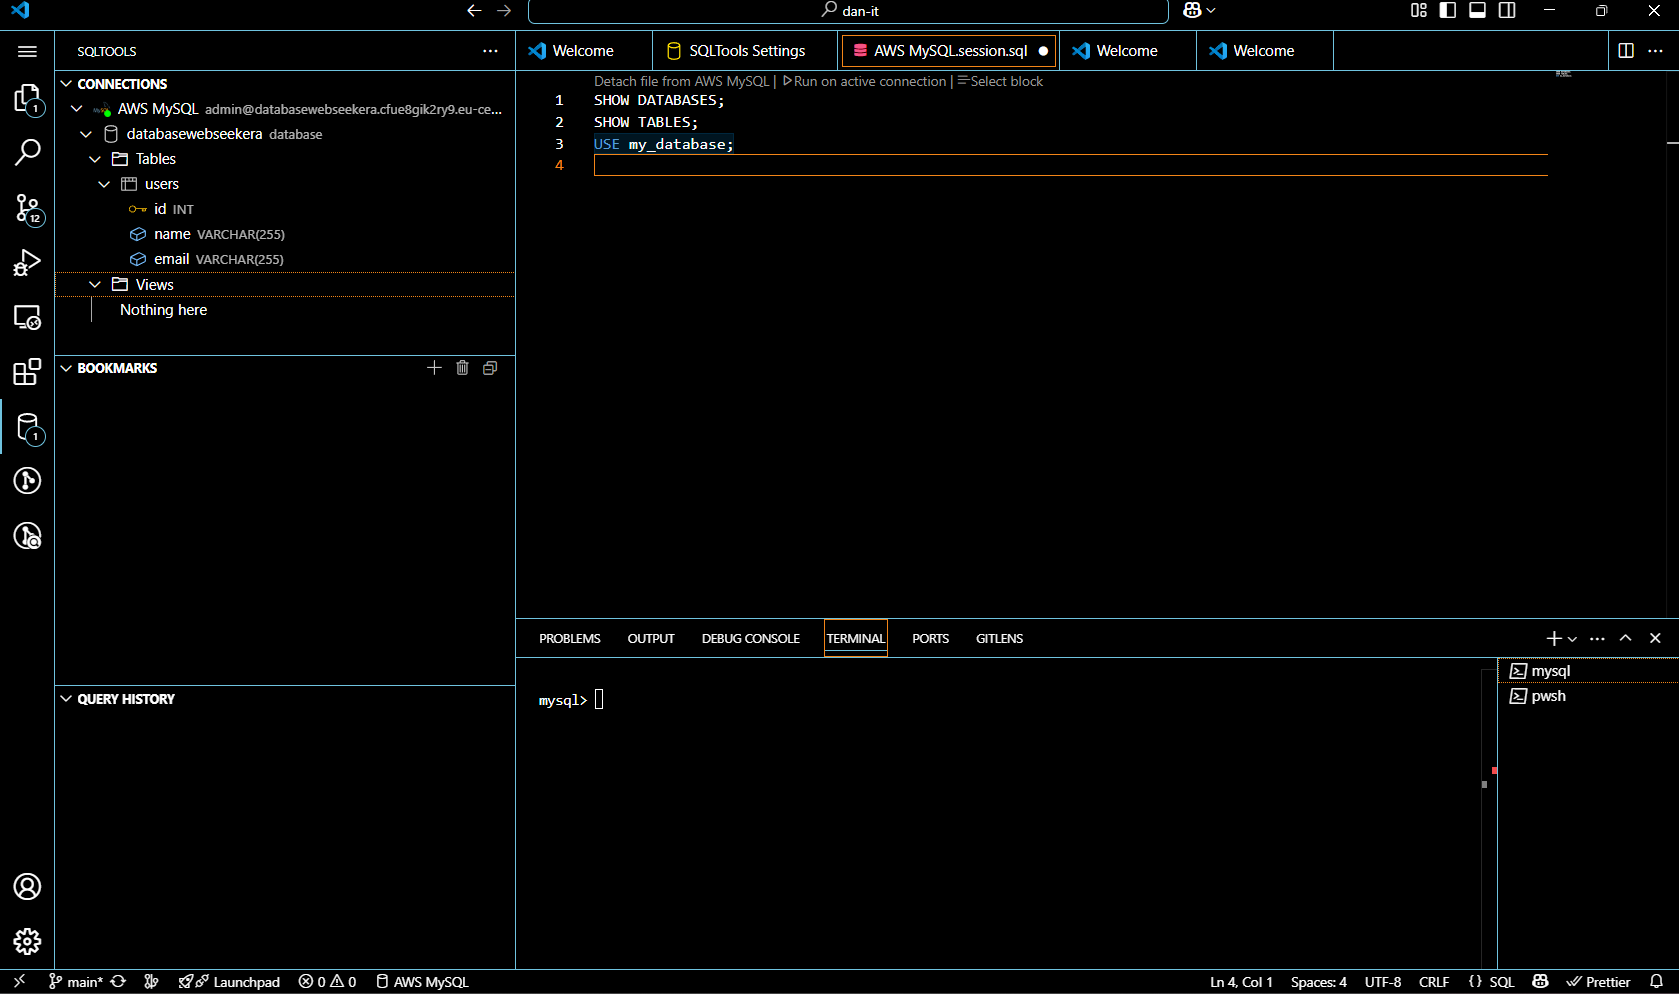 dan-it
SQLTOOLS
CONNECTIONS
AWS MySQL admin@databasewebseekera.cfue8gik2ry9.eu-ce...
databasewebseekera database
Tables
users
id INT
name VARCHAR(255)
email VARCHAR(255)
Views
Nothing here
BOOKMARKS
QUERY HISTORY
1
12
1
Welcome SQLTools Settings AWS MySQL.session.sql Welcome Welcome
Detach file from AWS MySQL | Run on active connection | Select block
1 SHOW DATABASES;
2 SHOW TABLES;
3 USE my_database;
4
PROBLEMS OUTPUT DEBUG CONSOLE TERMINAL PORTS GITLENS
mysql>
mysql
pwsh
main* Launchpad 0 0 AWS MySQL Ln 4, Col 1 Spaces: 4 UTF-8 CRLF {} SQL Prettier